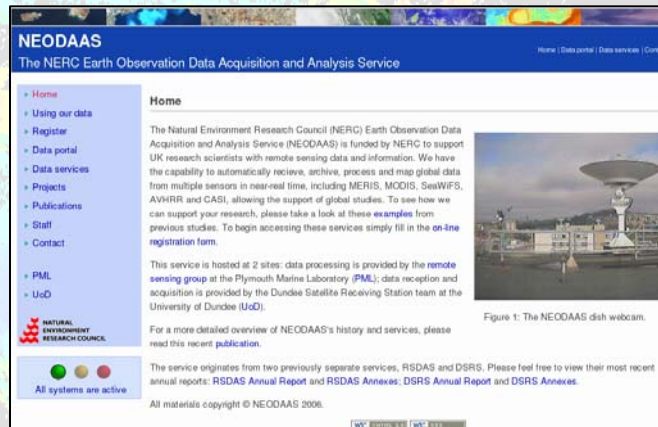 NEODAAS
The NERC Earth Observation Data Acquisition and Analysis Service
Home | Data portal | Data services |
Home
Using our data
Register
Data portal
Data services
Projects
Publications
Staff
Contact
PML
UoD
NATURAL
ENVIRONMENT
RESEARCH COUNCIL
All systems are active
Home
The Natural Environment Research Council (NERC) Earth Observation Data
Acquisition and Analysis Service (NEODAAS) is funded by NERC to support
UK research scientists with remote sensing data and information. We have
the capability to automatically recieve, archive, process and map global data
from multiple sensors in near-real time, including MERIS, MODIS, SeaWiFS,
AVHRR and CASI, allowing the support of global studies. To see how we
can support your research, please take a look at these examples from
previous studies. To begin accessing these services simply fill in the on-line
registration form.
This service is hosted at 2 sites: data processing is provided by the remote
sensing group at the Plymouth Marine Laboratory (PML); data reception and
acquisition is provided by the Dundee Satellite Receiving Station team at the
University of Dundee (UoD).
For a more detailed overview of NEODAAS's history and services, please
read this recent publication.
Figure 1: The NEODAAS dish webcam.
The service originates from two previously separate services, RSDAS and DSRS. Please feel free to view their most recent
annual reports: RSDAS Annual Report and RSDAS Annexes; DSRS Annual Report and DSRS Annexes.
All materials copyright © NEODAAS 2006.